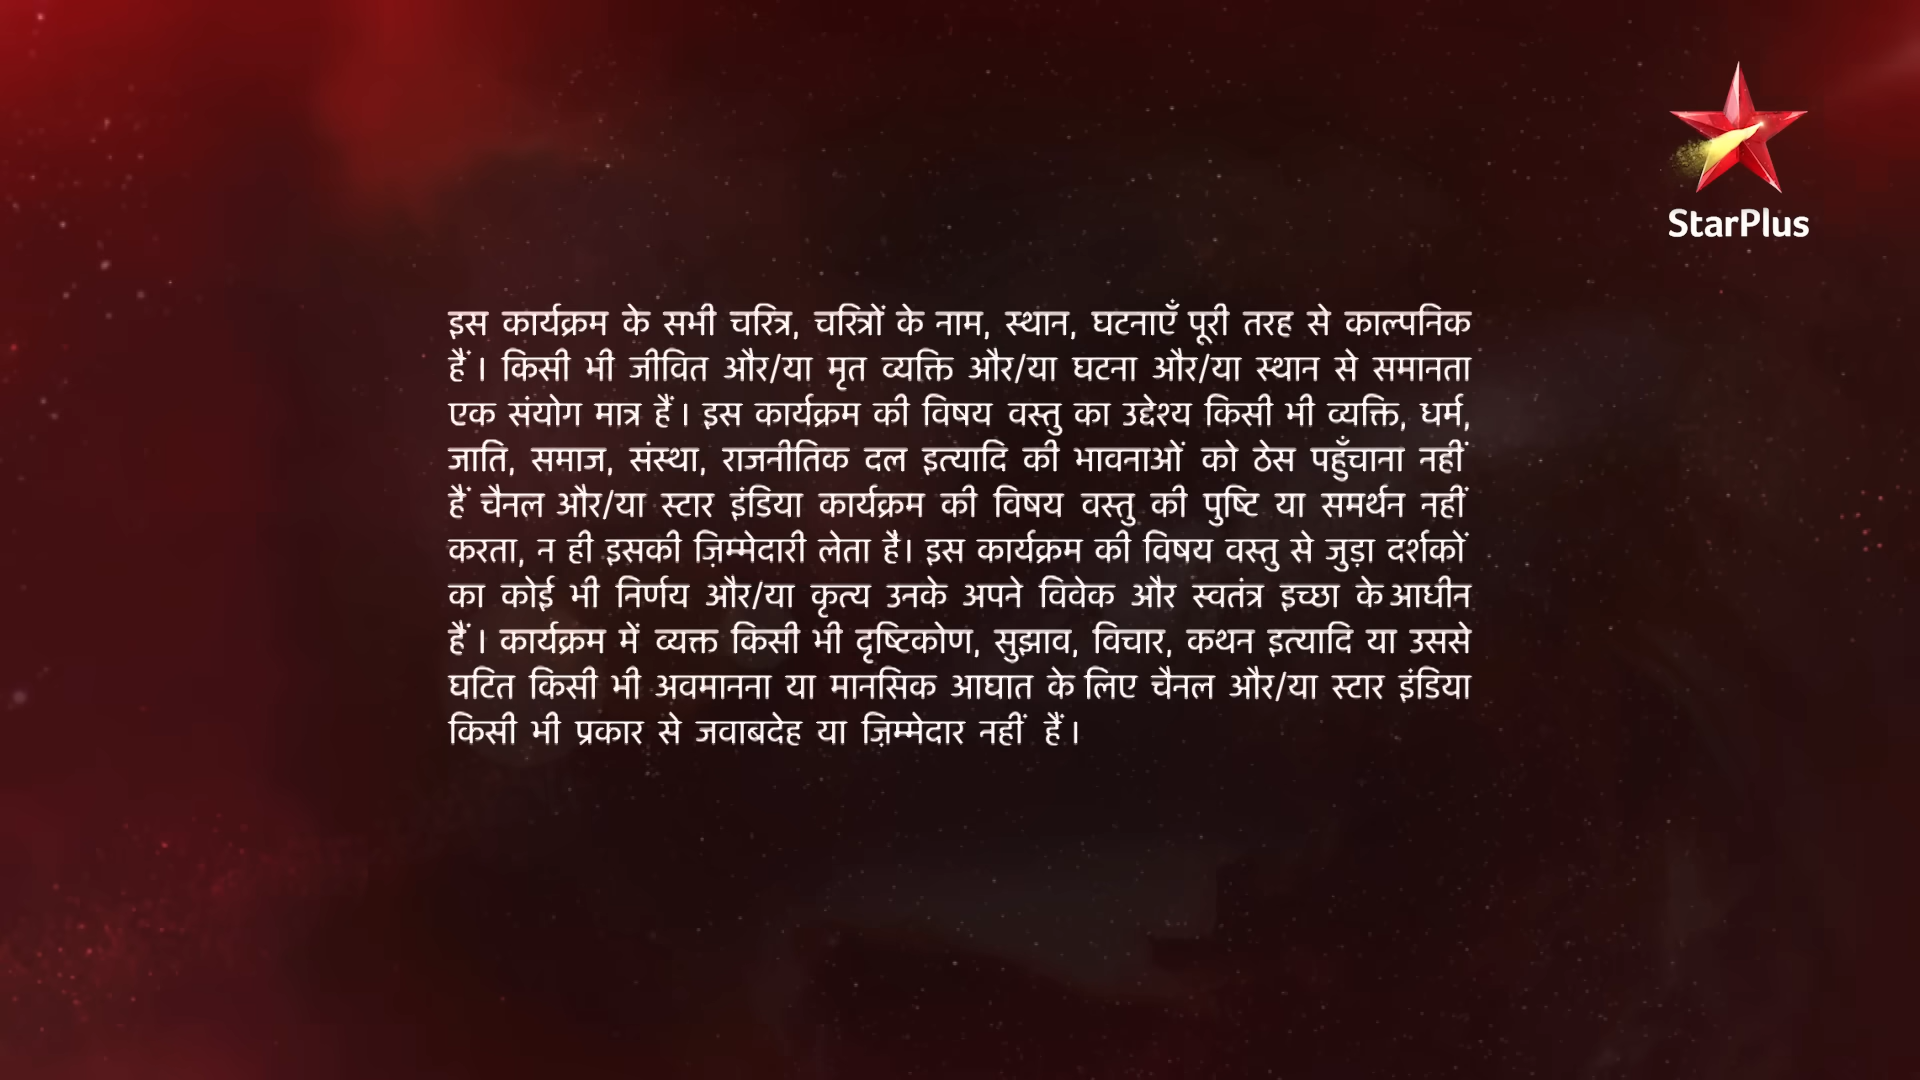 StarPlus
इस कार्यक्रम के सभी चरित्र, चरित्रों के नाम, स्थान, घटनाएँ पूरी तरह से काल्पनिक
हैं । किसी भी जीवित और/या मृत व्यक्ति और/या घटना और/या स्थान से समानता
एक संयोग मात्र हैं । इस कार्यक्रम की विषय वस्तु का उद्देश्य किसी भी व्यक्ति, धर्म,
जाति, समाज, संस्था, राजनीतिक दल इत्यादि की भावनाओं को ठेस पहुँचाना नहीं
हैं चैनल और/या स्टार इंडिया कार्यक्रम की विषय वस्तु की पुष्टि या समर्थन नहीं
करता, न ही इसकी ज़िम्मेदारी लेता है। इस कार्यक्रम की विषय वस्तु से जुड़ा दर्शकों
का कोई भी निर्णय और/या कृत्य उनके अपने विवेक और स्वतंत्र इच्छा के आधीन
हैं । कार्यक्रम में व्यक्त किसी भी दृष्टिकोण, सुझाव, विचार, कथन इत्यादि या उससे
घटित किसी भी अवमानना या मानसिक आघात के लिए चैनल और/या स्टार इंडिया
किसी भी प्रकार से जवाबदेह या ज़िम्मेदार नहीं हैं ।